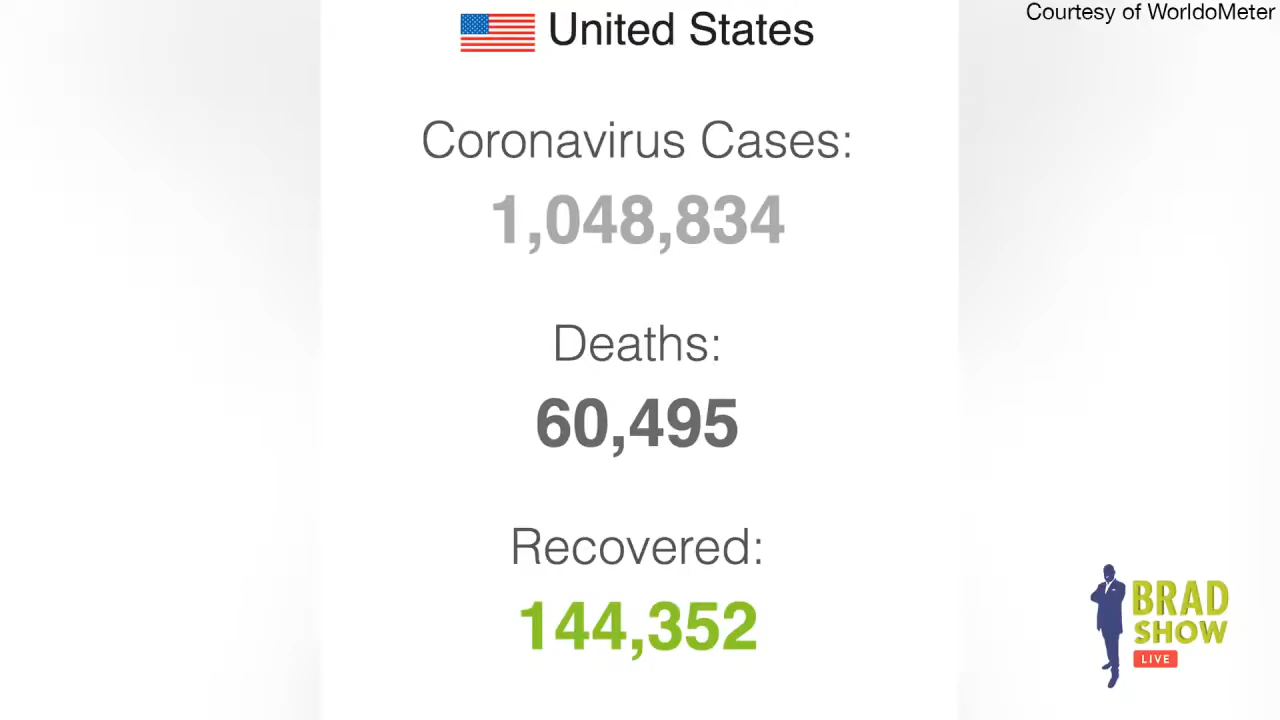 Courtesy of WorldoMeter
United States
Coronavirus Cases:
1,048,834
Deaths:
60,495
Recovered:
144,352
BRAD
SHOW
LIVE